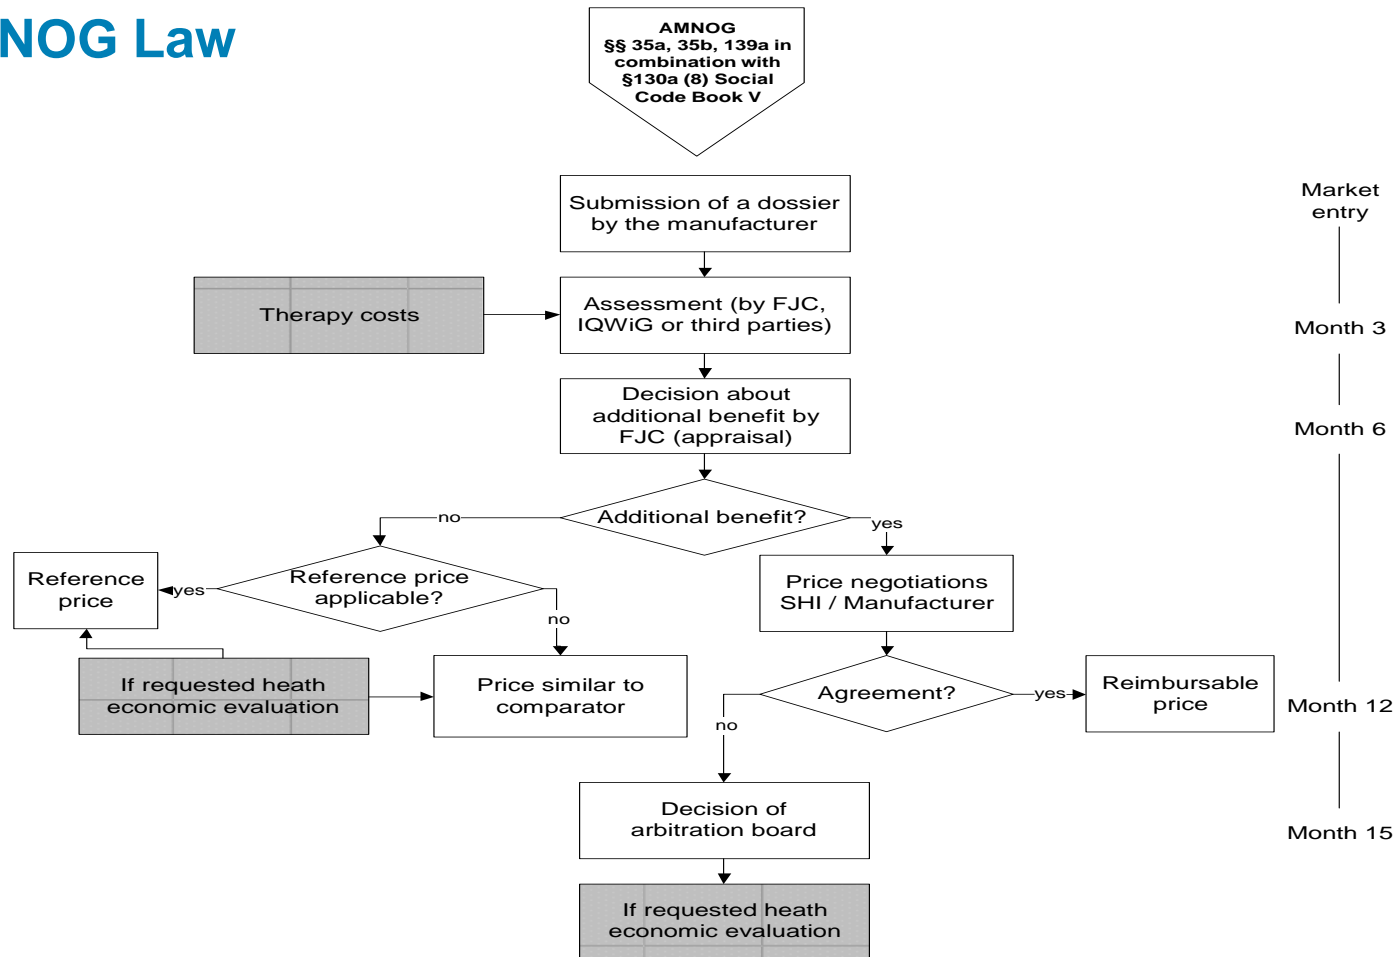 NOG Law
AMNOG
§§ 35a, 35b, 139a in
combination with
§130a (8) Social
Code Book V
Submission of a dossier
by the manufacturer
Market
entry
Therapy costs
Assessment (by FJC,
IQWiG or third parties)
Month 3
Decision about
additional benefit by
FJC (appraisal)
Month 6
no
Additional benefit?
yes
Reference
price
yes
Reference price
applicable?
no
Price negotiations
SHI / Manufacturer
If requested heath
economic evaluation
Price similar to
comparator
Agreement?
yes
Reimbursable
price
Month 12
no
Decision of
arbitration board
Month 15
If requested heath
economic evaluation